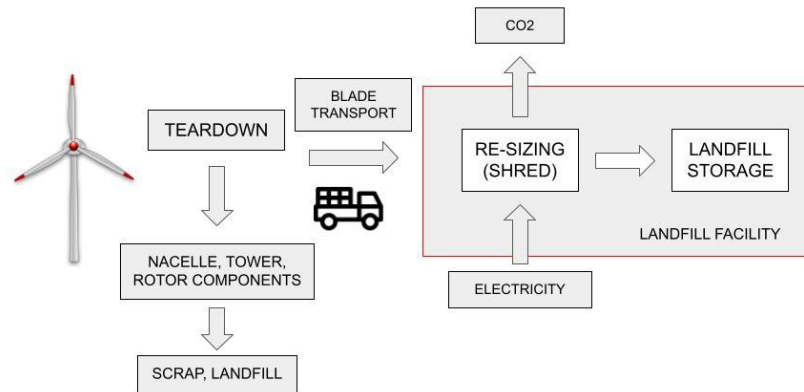 CO2
BLADE
TRANSPORT
TEARDOWN
RE-SIZING
(SHRED)
LANDFILL
STORAGE
LANDFILL FACILITY
NACELLE, TOWER,
ROTOR COMPONENTS
ELECTRICITY
SCRAP, LANDFILL